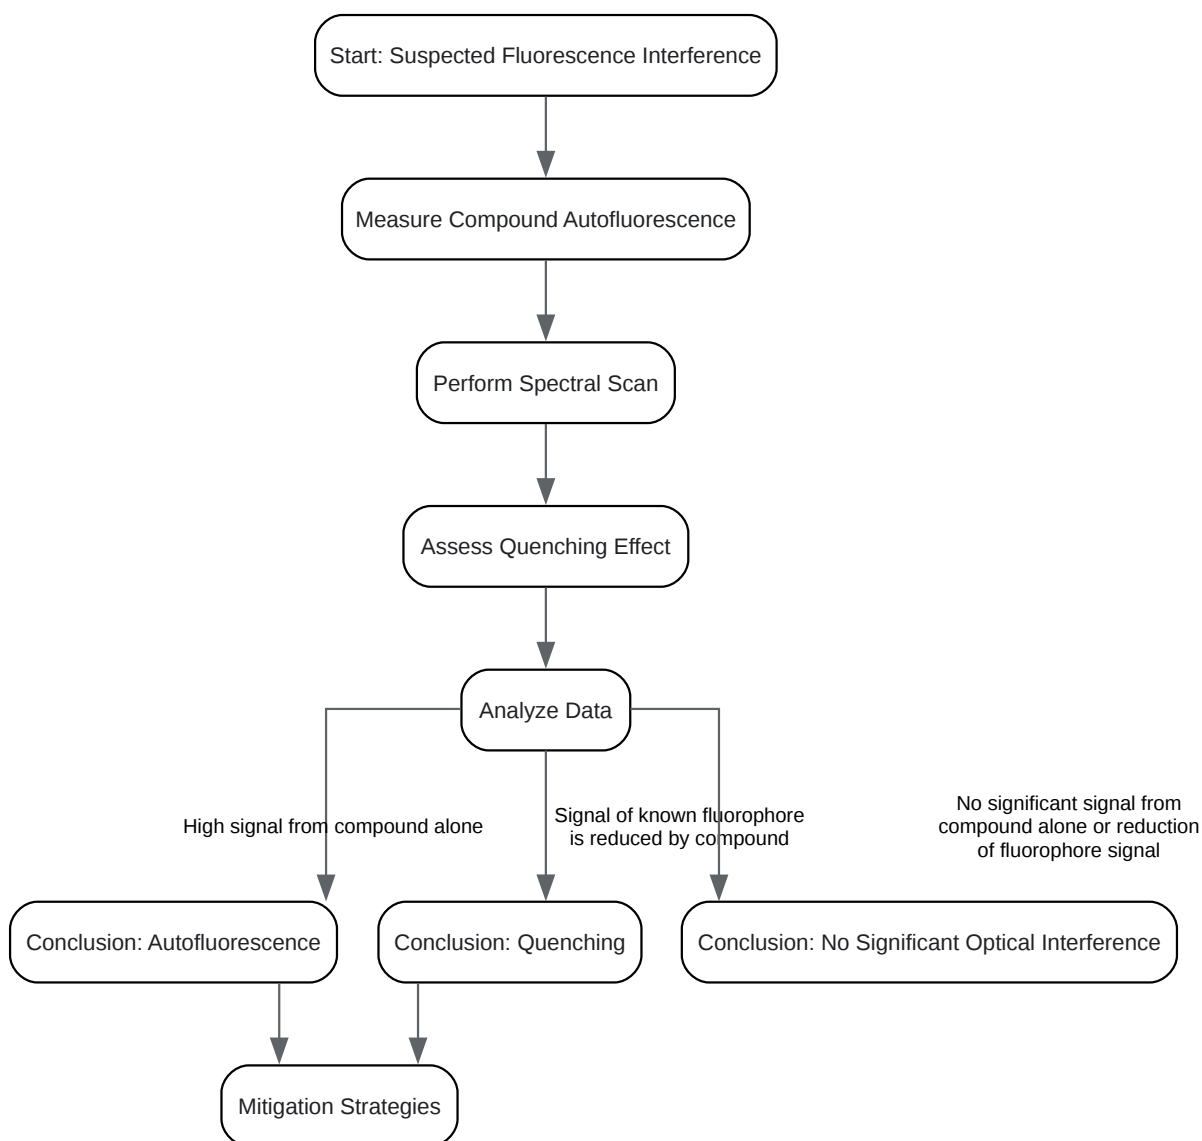 Start: Suspected Fluorescence Interference
Measure Compound Autofluorescence
Perform Spectral Scan
Assess Quenching Effect
Analyze Data
High signal from compound alone
Signal of known fluorophore
is reduced by compound
No significant signal from
compound alone or reduction
of fluorophore signal
Conclusion: Autofluorescence
Conclusion: Quenching
Conclusion: No Significant Optical Interference
Mitigation Strategies